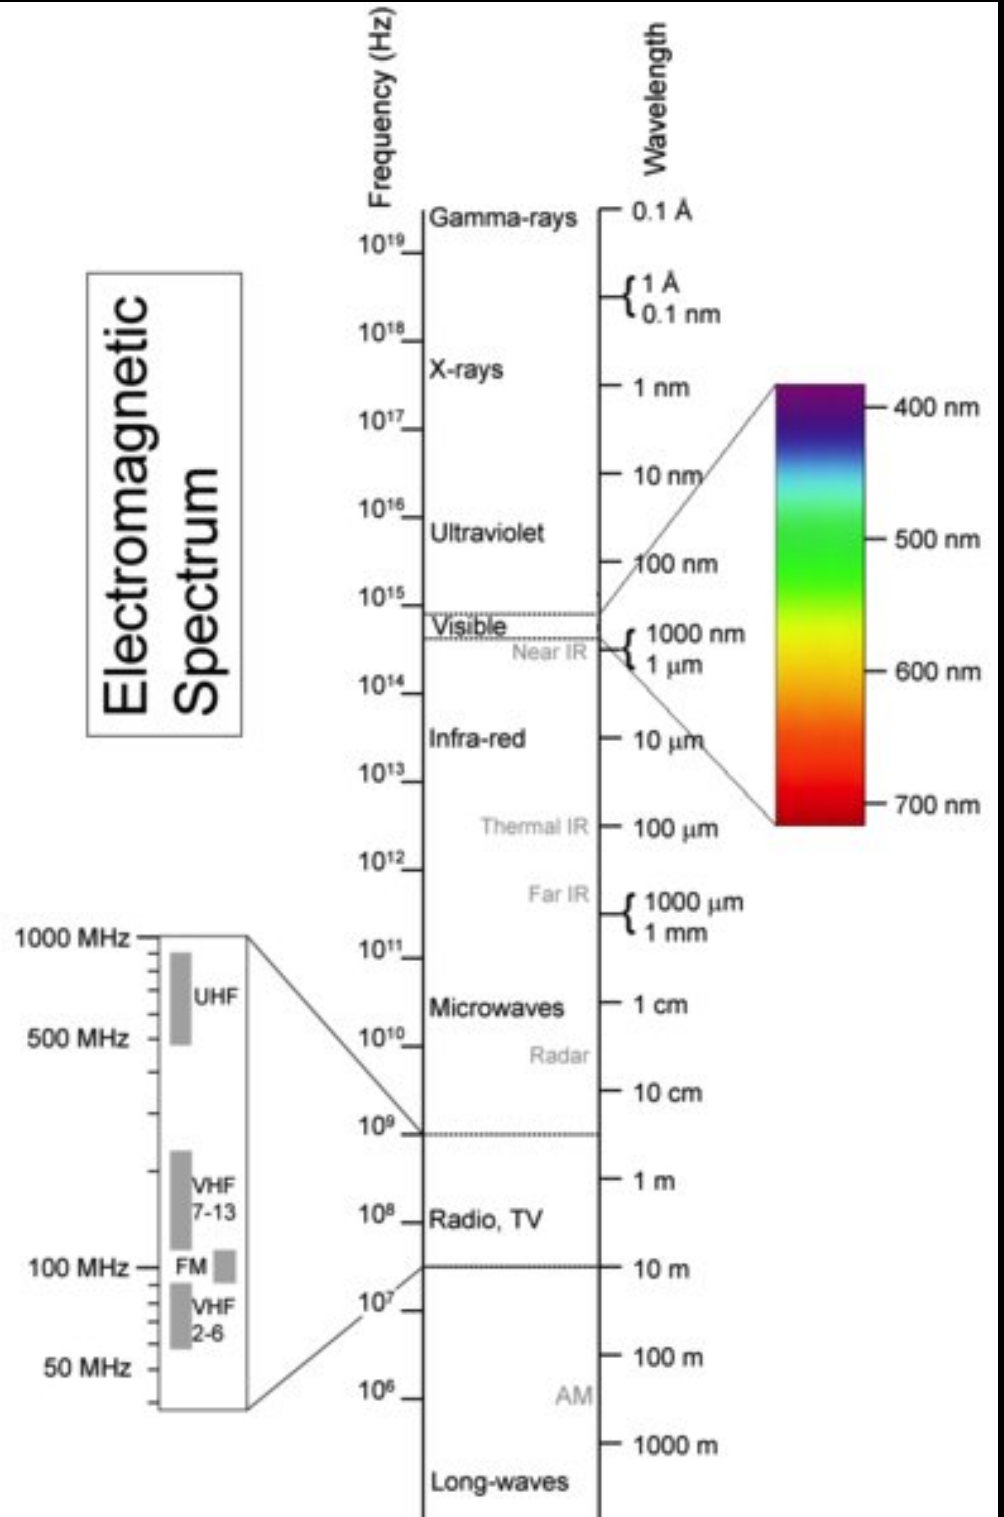 Electromagnetic
Spectrum
Frequency (Hz)
Wavelength
10¹⁹
10¹⁸
10¹⁷
10¹⁶
10¹⁵
10¹⁴
10¹³
10¹²
10¹¹
10¹⁰
10⁹
10⁸
10⁷
10⁶
Gamma-rays
X-rays
Ultraviolet
Visible
Near IR
Infra-red
Thermal IR
Far IR
Microwaves
Radar
Radio, TV
AM
Long-waves
0.1 Å
1 Å
0.1 nm
1 nm
10 nm
100 nm
1000 nm
1 μm
10 μm
100 μm
1000 μm
1 mm
1 cm
10 cm
1 m
10 m
100 m
1000 m
400 nm
500 nm
600 nm
700 nm
1000 MHz
500 MHz
100 MHz
50 MHz
UHF
VHF
7-13
FM
VHF
2-6